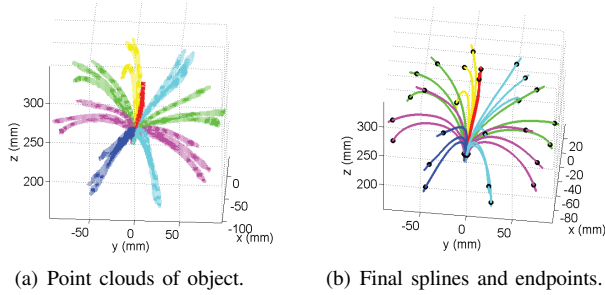 300
250
200
z (mm)
-50
0
50
y (mm)
0
-50
-100
x (mm)
300
250
200
z (mm)
-50
0
50
y (mm)
20
0
-20
-40
-60
-80
x (mm)
(a) Point clouds of object.
(b) Final splines and endpoints.